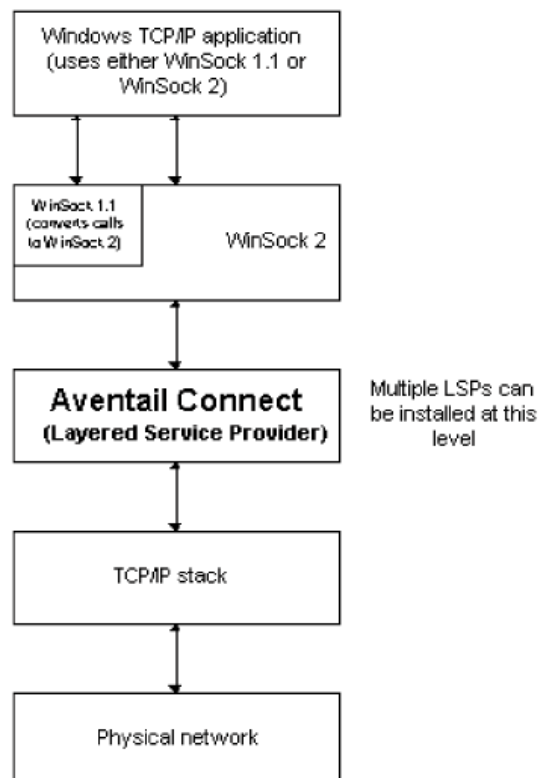 Windows TCP/IP application
(uses either WinSock 1.1 or
WinSock 2)
WinSock 1.1
(converts calls
to WinSock 2)
WinSock 2
Aventail Connect
(Layered Service Provider)
Multiple LSPs can
be installed at this
level
TCP/IP stack
Physical network